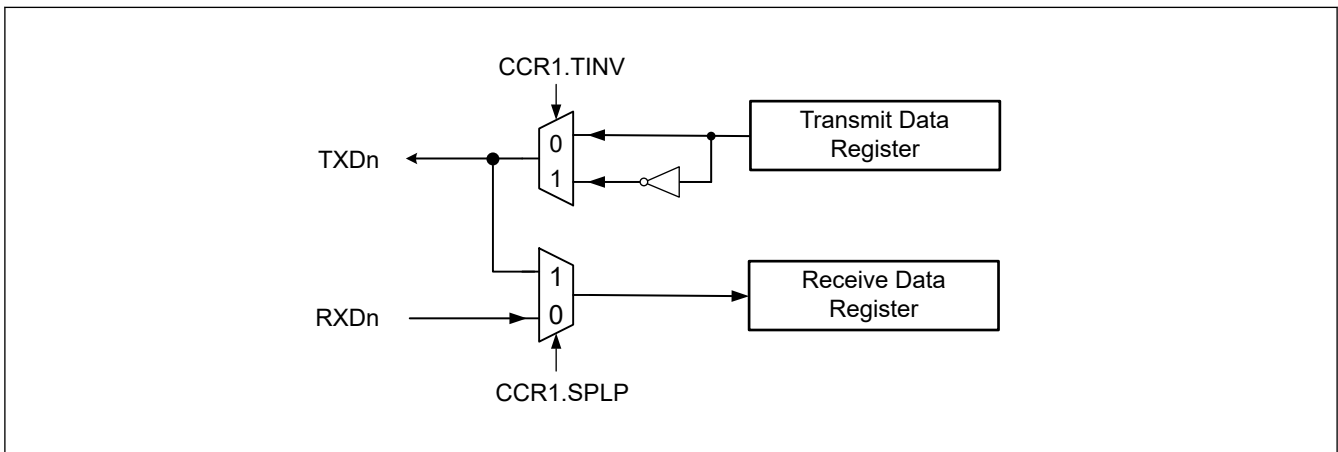 CCR1.TINV
Transmit Data
Register
0
TXDn
1
1
Receive Data
Register
RXDn
0
CCR1.SPLP